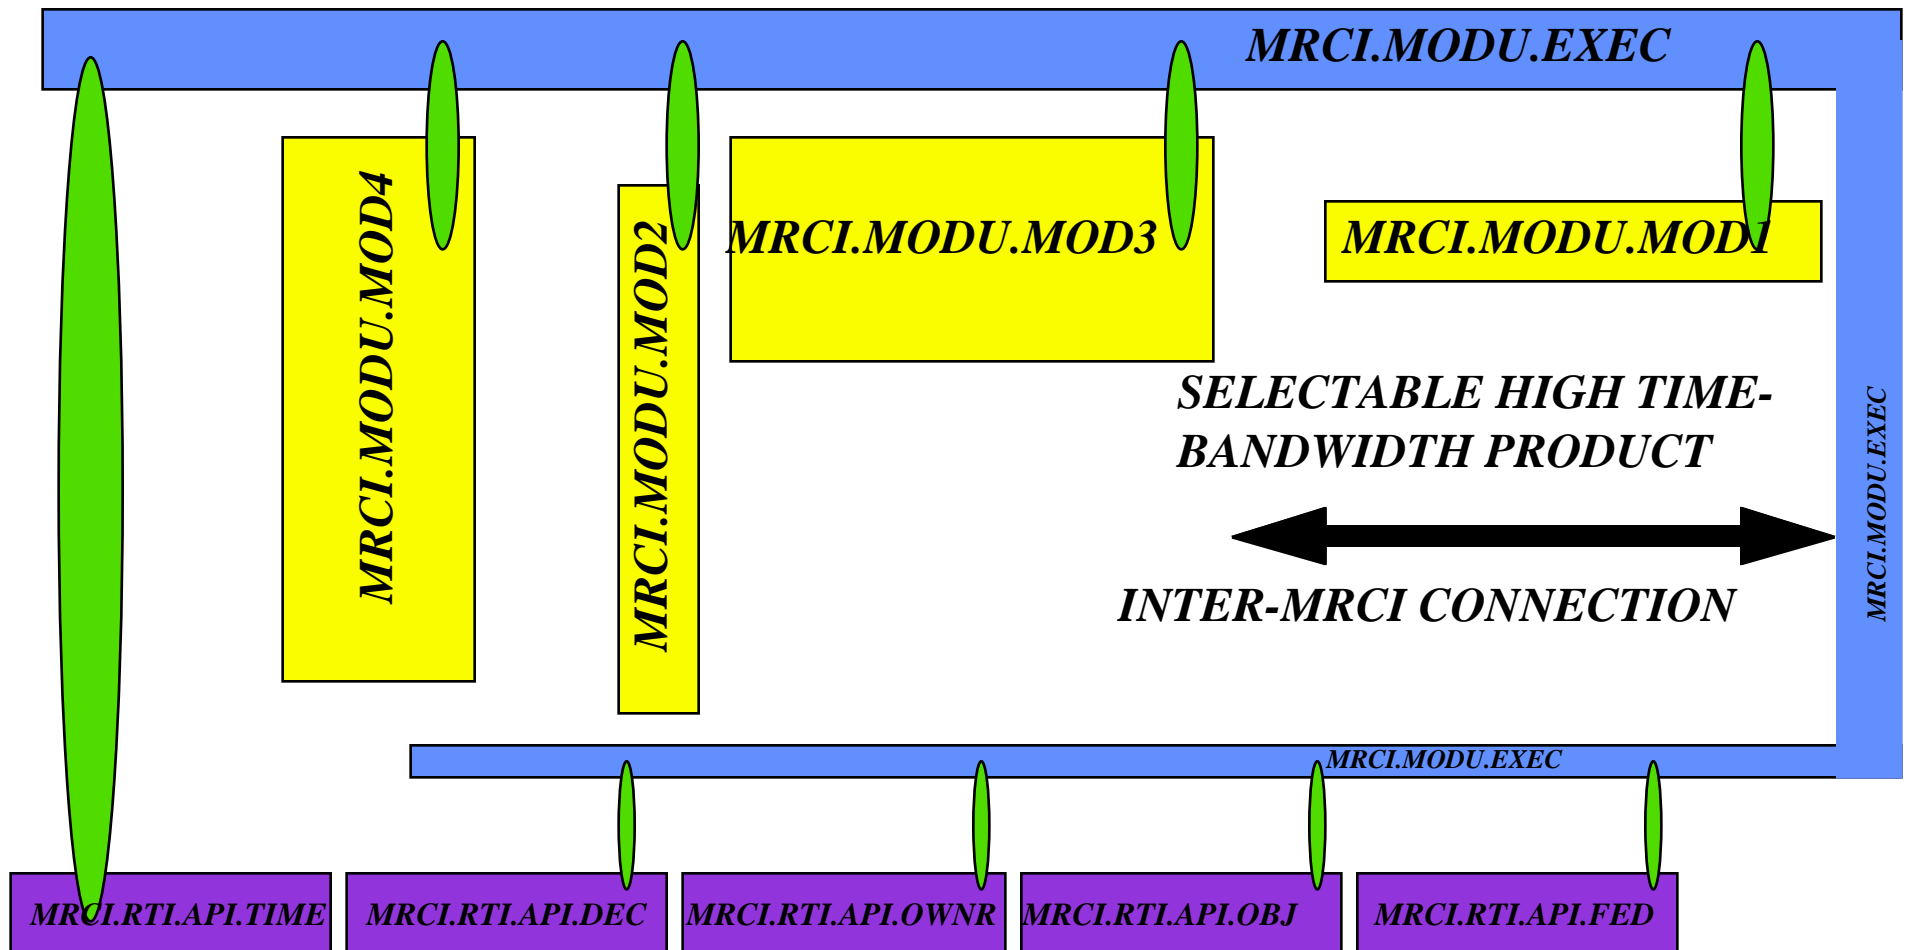 MRCI.MODU.EXEC
MRCI.MODU.MOD4
MRCI.MODU.MOD2
MRCI.MODU.MOD3
MRCI.MODU.MOD1
SELECTABLE HIGH TIME-
BANDWIDTH PRODUCT
INTER-MRCI CONNECTION
MRCI.MODU.EXEC
MRCI.MODU.EXEC
MRCI.RTI.API.TIME
MRCI.RTI.API.DEC
MRCI.RTI.API.OWNR
MRCI.RTI.API.OBJ
MRCI.RTI.API.FED